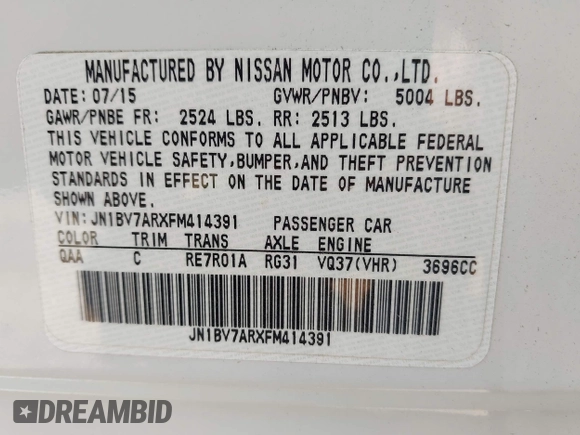 MANUFACTURED BY NISSAN MOTOR CO.,LTD.
DATE: 07/15 GVWR/PNBV: 5004 LBS.
GAWR/PNBE FR: 2524 LBS. RR: 2513 LBS.
THIS VEHICLE CONFORMS TO ALL APPLICABLE FEDERAL
MOTOR VEHICLE SAFETY,BUMPER,AND THEFT PREVENTION
STANDARDS IN EFFECT ON THE DATE OF MANUFACTURE
SHOWN ABOVE.
VIN:JN1BV7ARXFM414391 PASSENGER CAR
COLOR TRIM TRANS AXLE ENGINE
QAA C RE7R01A RG31 VQ37(VHR) 3696CC
JN1BV7ARXFM414391
DREAMBID